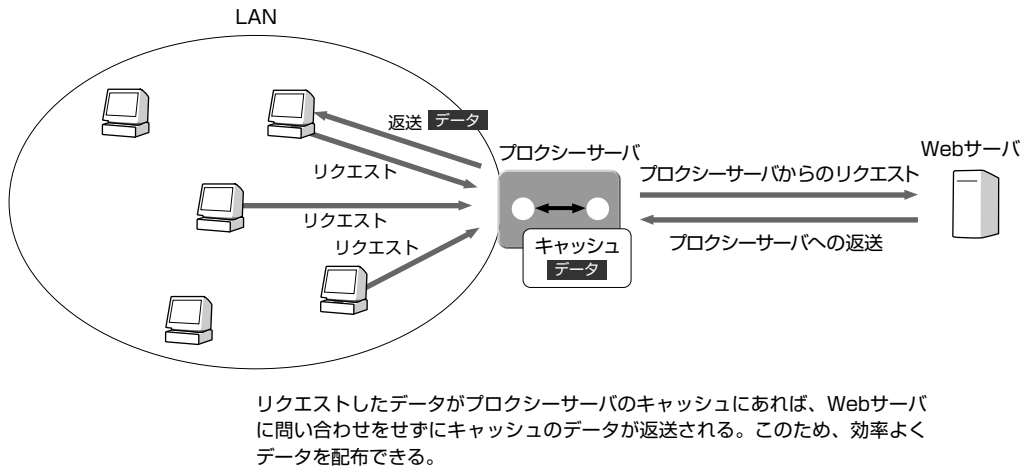 LAN
返送 データ
リクエスト
リクエスト
リクエスト
プロクシーサーバ
キャッシュ
データ
プロクシーサーバからのリクエスト
プロクシーサーバへの返送
Webサーバ
リクエストしたデータがプロクシーサーバのキャッシュにあれば、Webサーバ
に問い合わせをせずにキャッシュのデータが返送される。このため、効率よく
データを配布できる。